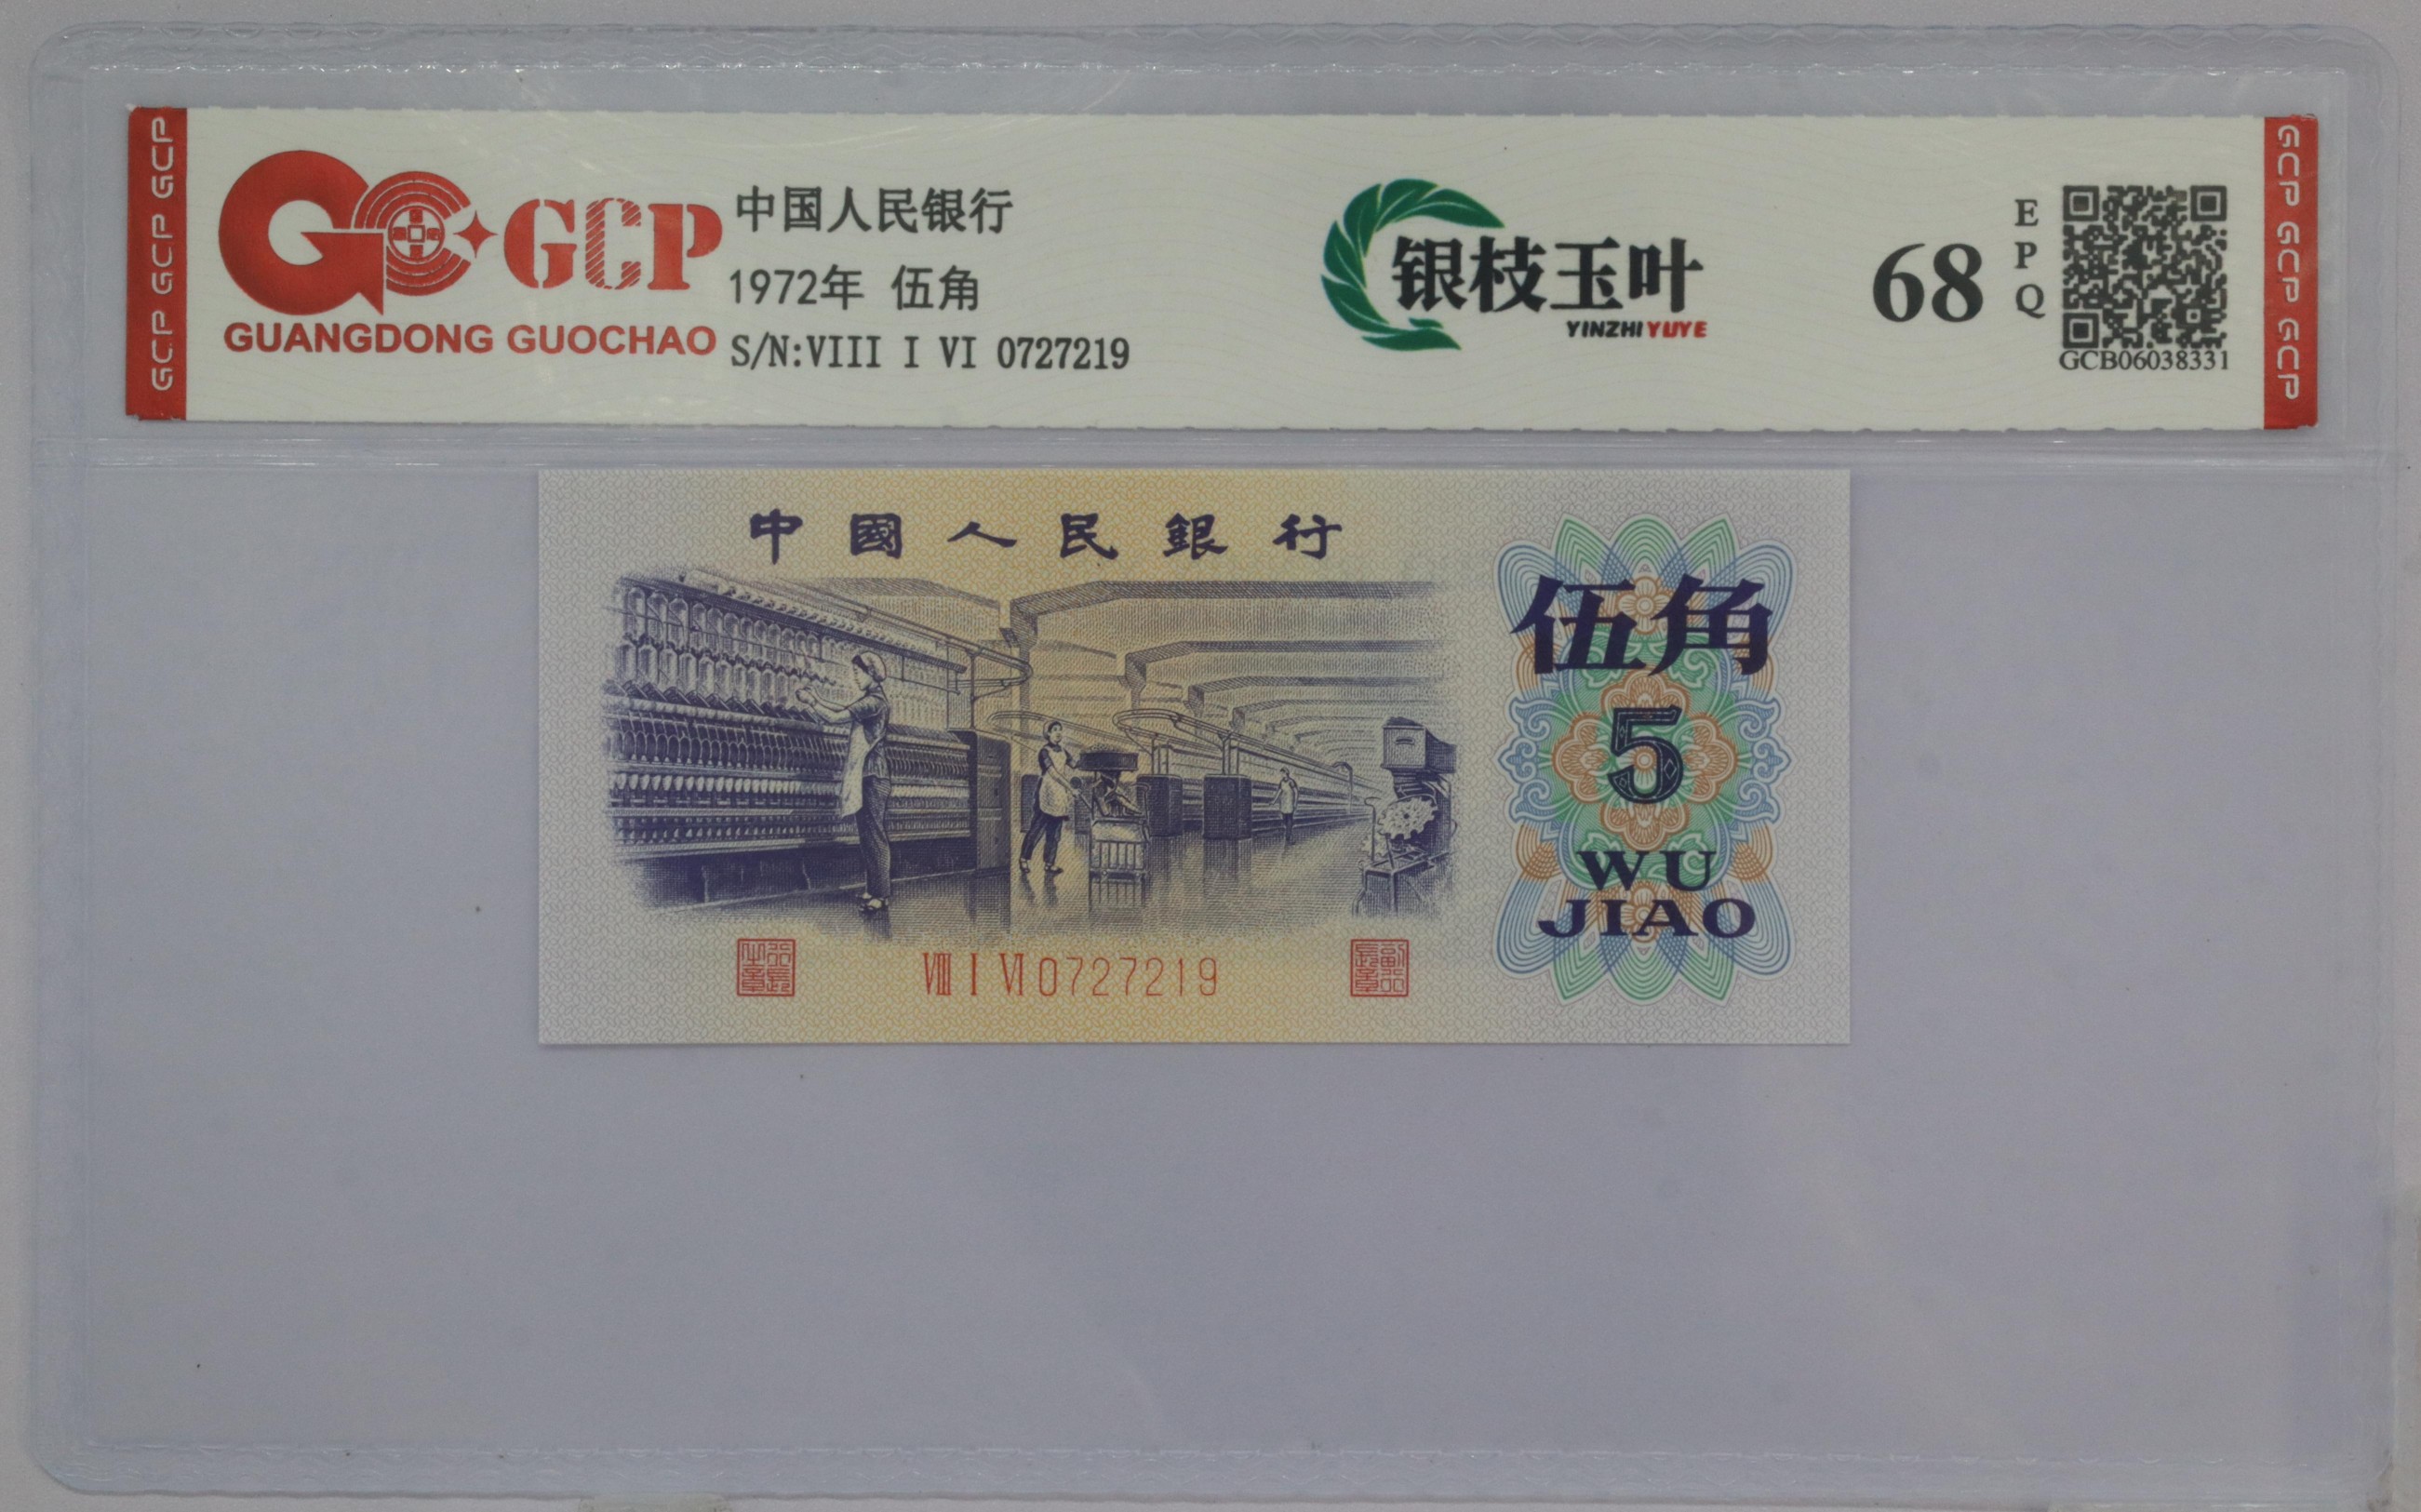 GCP GCP GCP
GCP
GUANGDONG GUOCHAO
中国人民银行
1972年 伍角
S/N:VIII I VI 0727219
银枝玉叶
YINZHI YUYE
68
EPQ
GCB06038331
GCP GCP GCP
中國人民銀行
伍角
5
WU
JIAO
VIII I VI 0727219